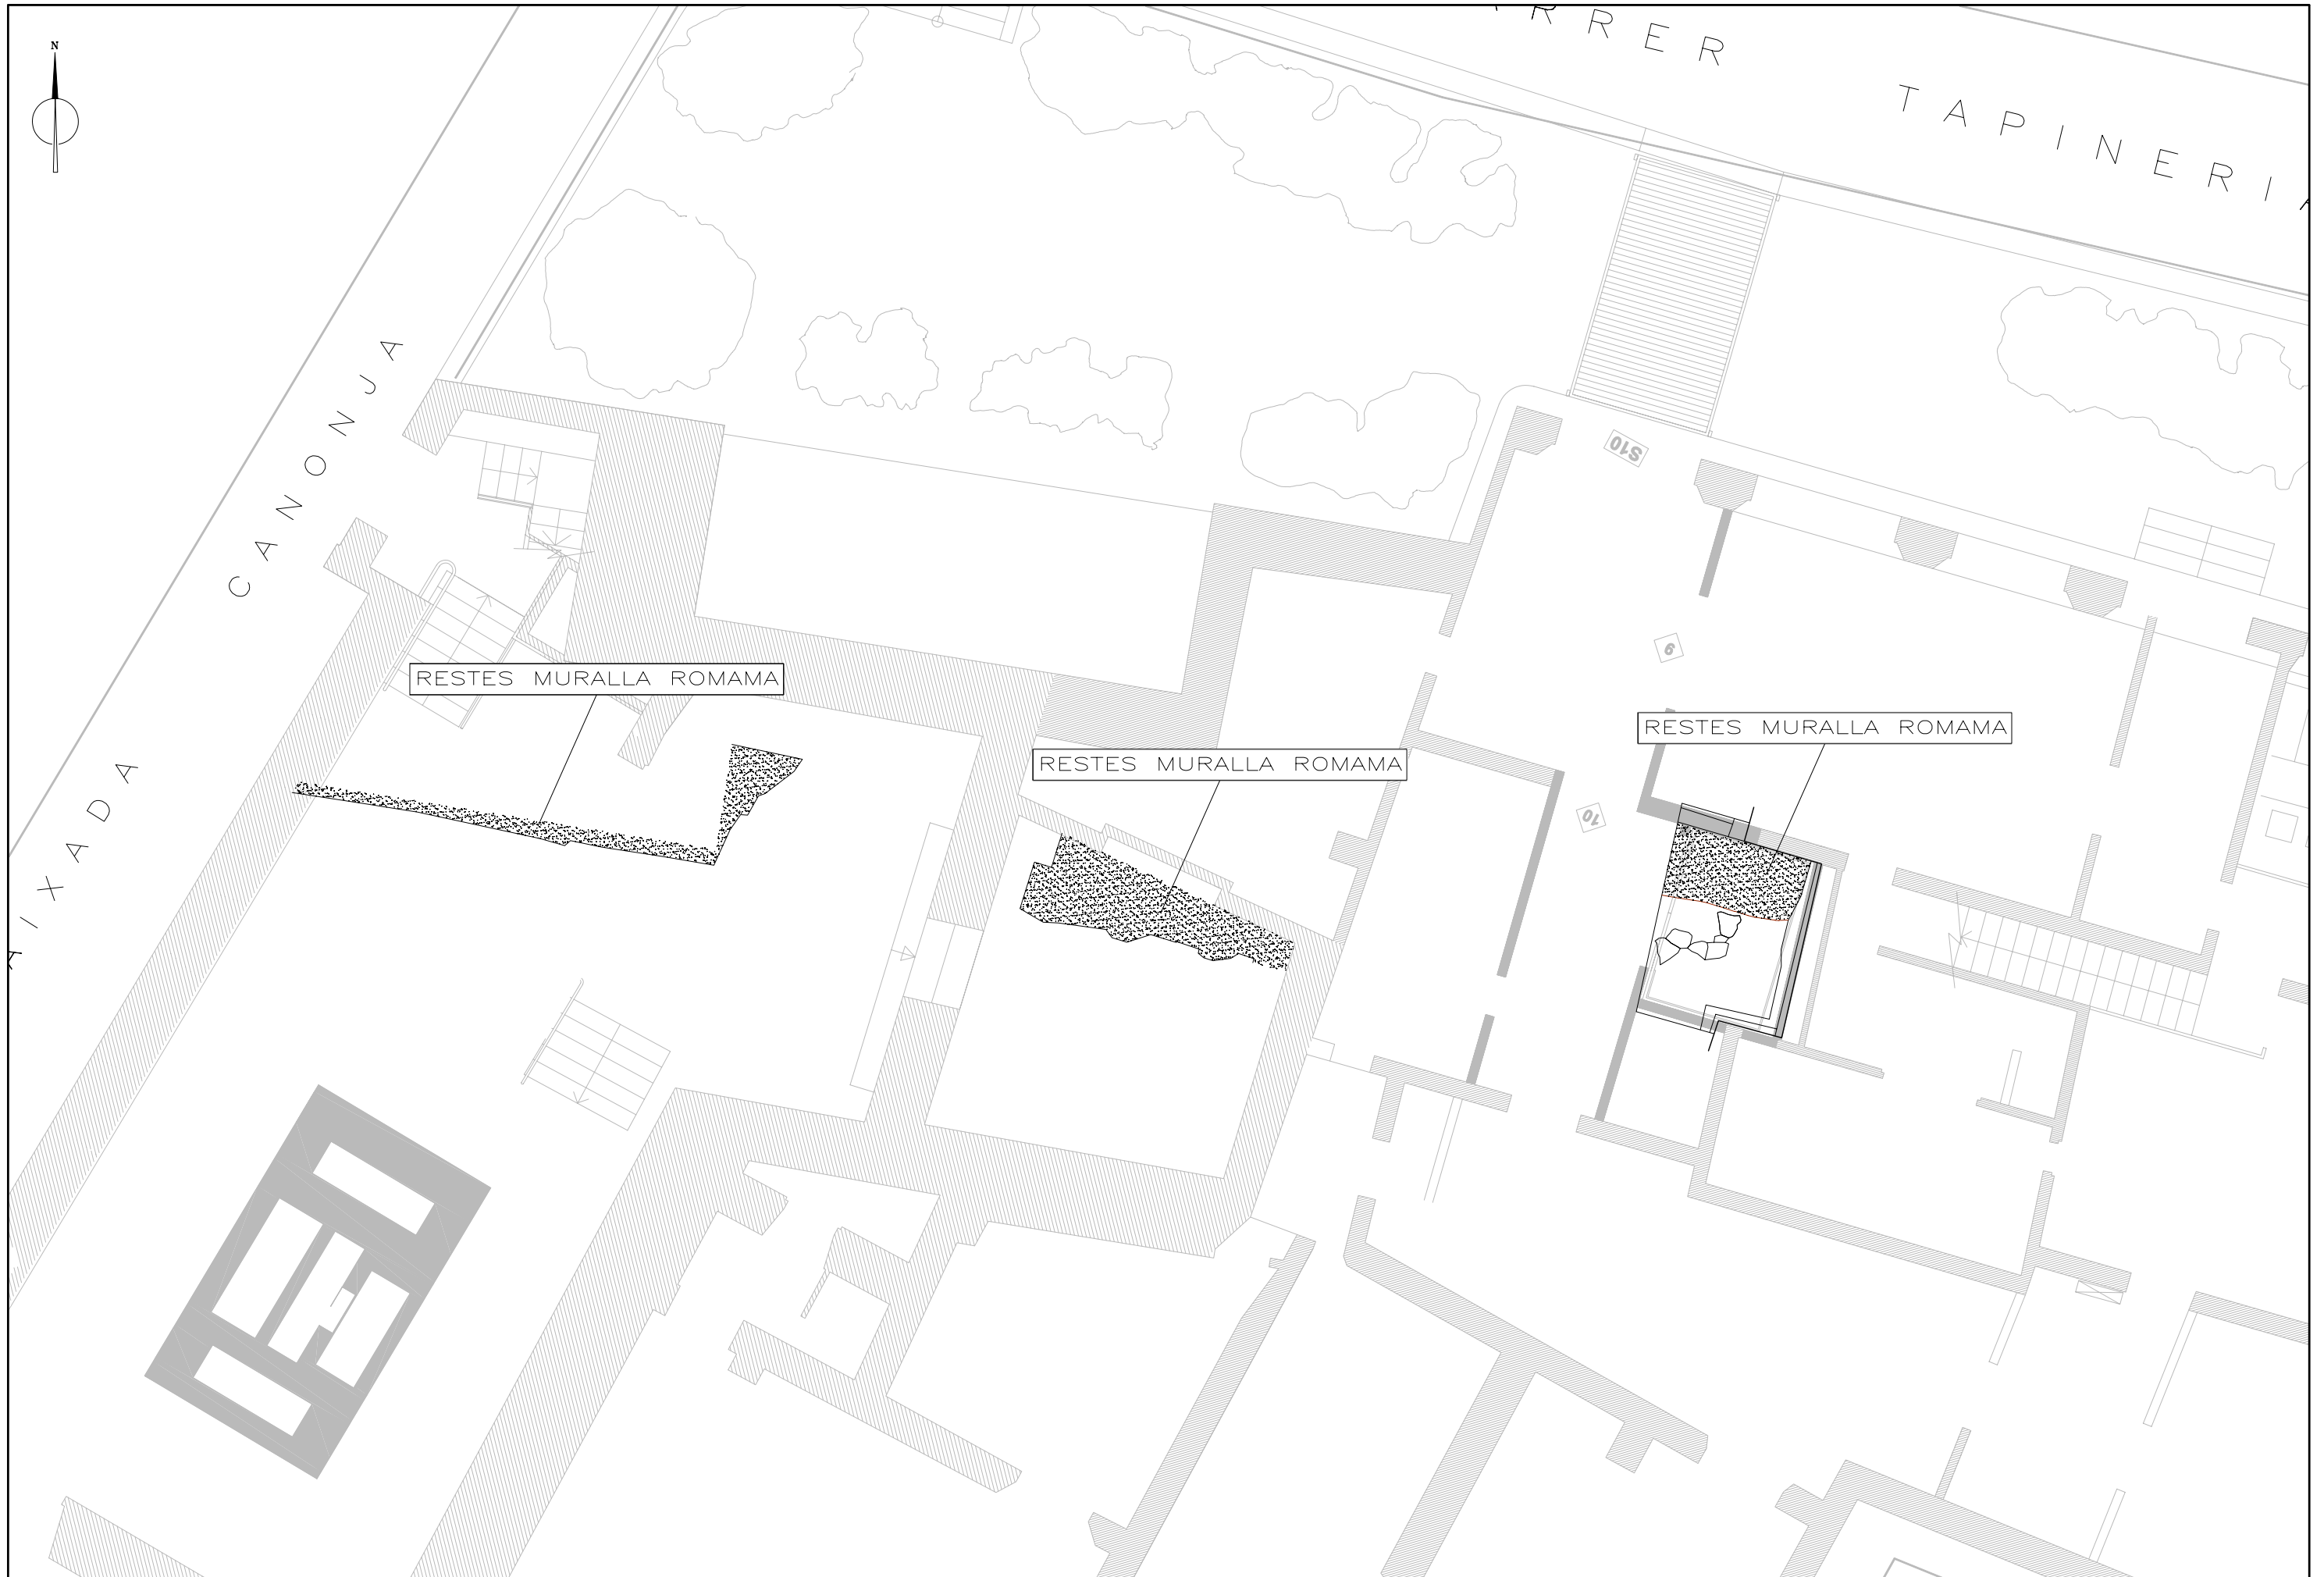 N
RRER TAPINERIA
S10
9
RESTES MURALLA ROMAMA
RESTES MURALLA ROMAMA
RESTES MURALLA ROMAMA
10
AIXADA CANONJA